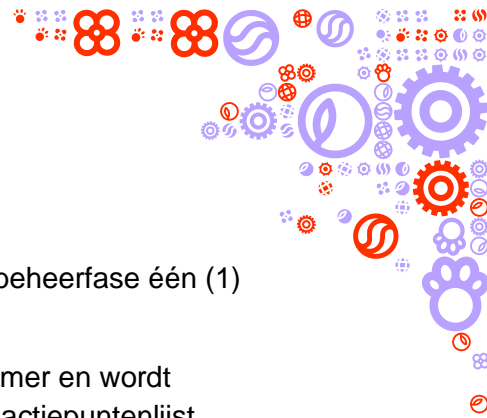 beheerfase één (1)
mer en wordt
actiepuntenlijst